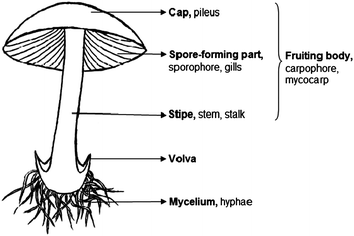 Cap, pileus
Spore-forming part,
sporophore, gills
Fruiting body,
carpophore,
mycocarp
Stipe, stem, stalk
Volva
Mycelium, hyphae